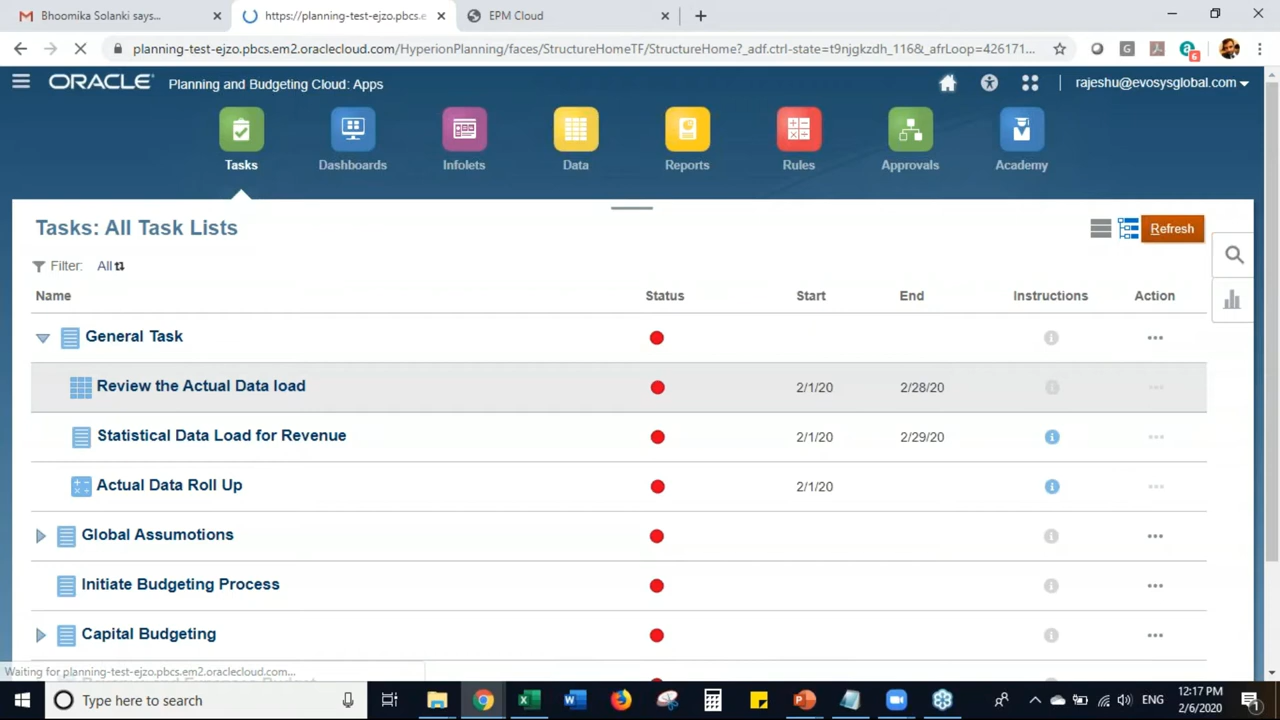 Bhoomika Solanki says...
https://planning-test-ejzo.pbcs.e
EPM Cloud
planning-test-ejzo.pbcs.em2.oraclecloud.com/HyperionPlanning/faces/StructureHomeTF/StructureHome?_adf.ctrl-state=t9njgkzdh_116&_afrLoop=426171...
6
ORACLE Planning and Budgeting Cloud: Apps
rajeshu@evosysglobal.com
Tasks Dashboards Infolets Data Reports Rules Approvals Academy
Tasks: All Task Lists
Refresh
Filter: All
Name Status Start End Instructions Action
General Task
Review the Actual Data load 2/1/20 2/28/20
Statistical Data Load for Revenue 2/1/20 2/29/20
Actual Data Roll Up 2/1/20
Global Assumotions
Initiate Budgeting Process
Capital Budgeting
Waiting for planning-test-ejzo.pbcs.em2.oraclecloud.com...
Type here to search
ENG
12:17 PM
2/6/2020
1